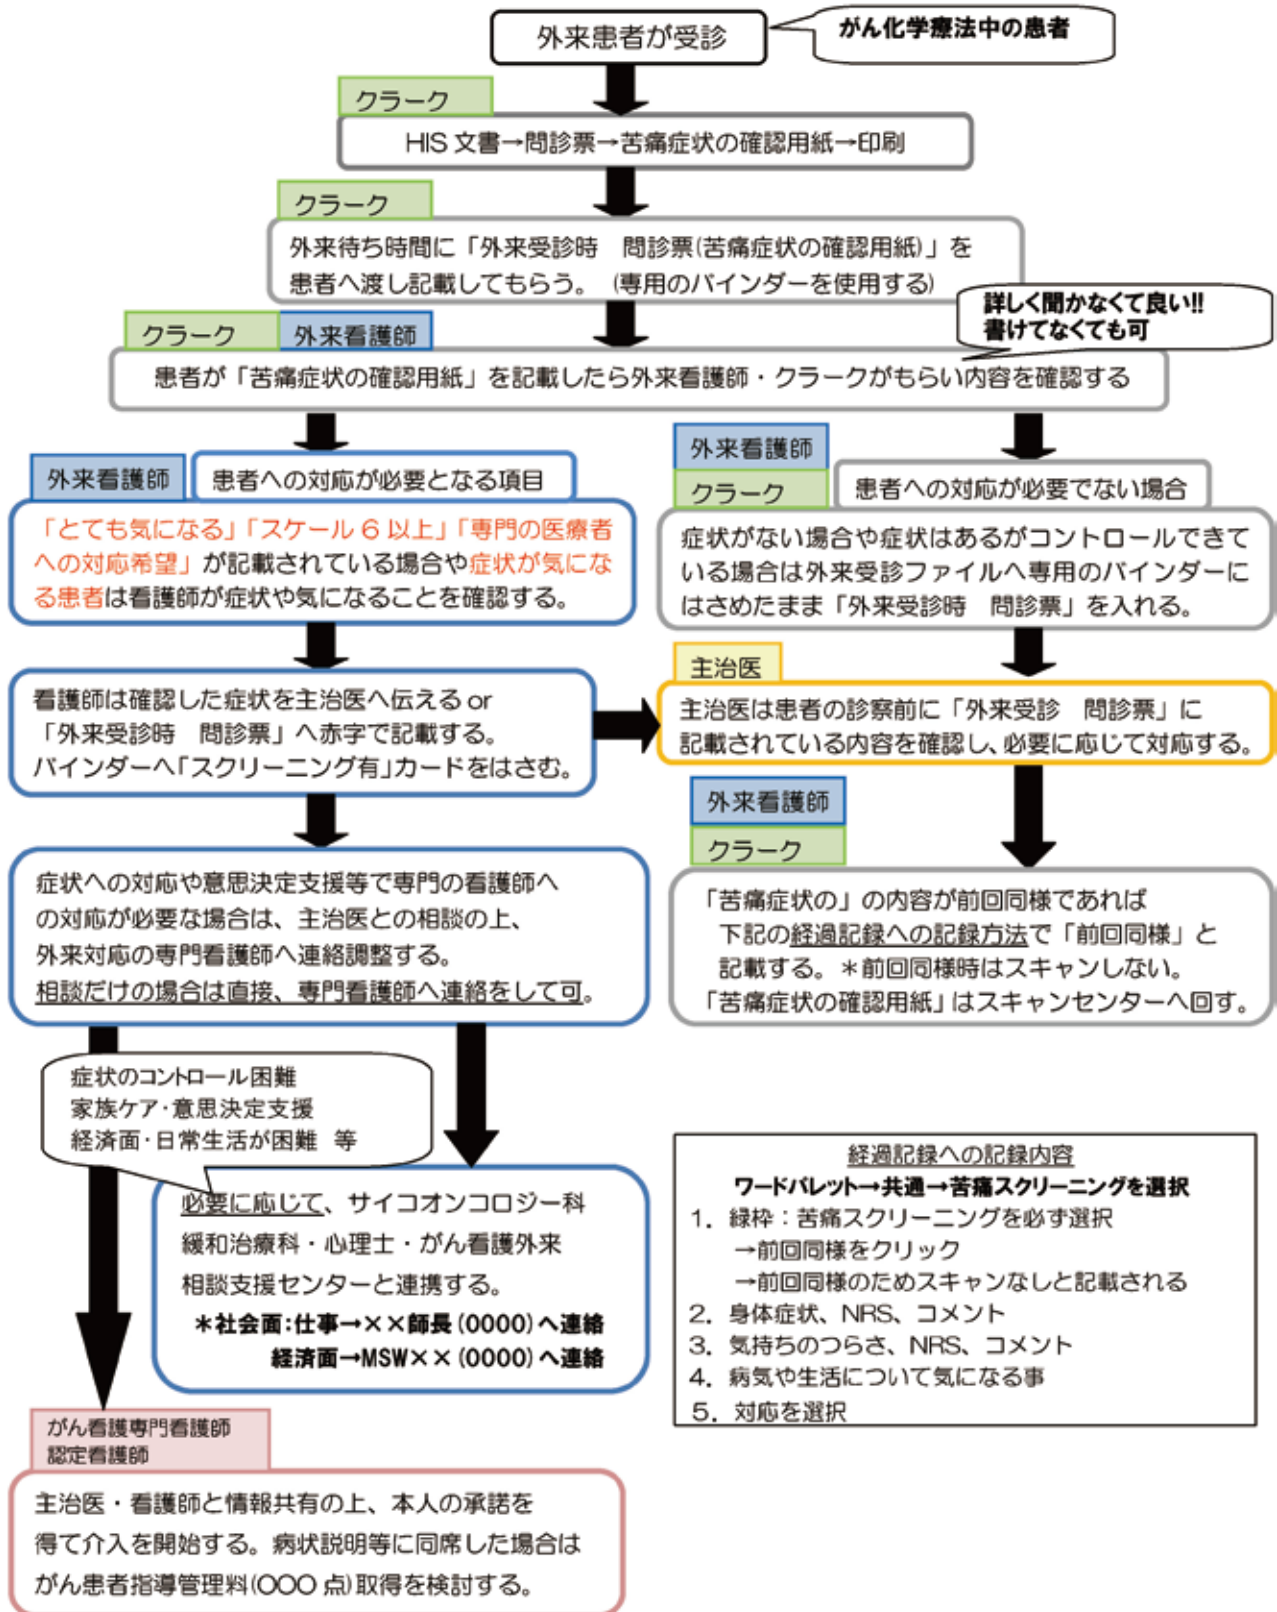 外来患者が受診
がん化学療法中の患者
クラーク
HIS 文書→問診票→苦痛症状の確認用紙→印刷
クラーク
外来待ち時間に「外来受診時　問診票(苦痛症状の確認用紙)」を
患者へ渡し記載してもらう。（専用のバインダーを使用する）
詳しく聞かなくて良い!!
書けてなくても可
クラーク
外来看護師
患者が「苦痛症状の確認用紙」を記載したら外来看護師・クラークがもらい内容を確認する
外来看護師
患者への対応が必要となる項目
「とても気になる」「スケール 6 以上」「専門の医療者
への対応希望」が記載されている場合や症状が気にな
る患者は看護師が症状や気になることを確認する。
看護師は確認した症状を主治医へ伝える or
「外来受診時　問診票」へ赤字で記載する。
バインダーへ「スクリーニング有」カードをはさむ。
外来看護師
クラーク
患者への対応が必要でない場合
症状がない場合や症状はあるがコントロールできて
いる場合は外来受診ファイルへ専用のバインダーに
はさめたまま「外来受診時　問診票」を入れる。
主治医
主治医は患者の診察前に「外来受診　問診票」に
記載されている内容を確認し、必要に応じて対応する。
外来看護師
クラーク
「苦痛症状の」の内容が前回同様であれば
下記の経過記録への記録方法で「前回同様」と
記載する。＊前回同様時はスキャンしない。
「苦痛症状の確認用紙」はスキャンセンターへ回す。
症状への対応や意思決定支援等で専門の看護師へ
の対応が必要な場合は、主治医との相談の上、
外来対応の専門看護師へ連絡調整する。
相談だけの場合は直接、専門看護師へ連絡をして可。
症状のコントロール困難
家族ケア・意思決定支援
経済面・日常生活が困難 等
必要に応じて、サイコオンコロジー科
緩和治療科・心理士・がん看護外来
相談支援センターと連携する。
＊社会面:仕事→××師長(0000)へ連絡
経済面→MSW××(0000)へ連絡
経過記録への記録内容
ワードパレット→共通→苦痛スクリーニングを選択
1. 緑枠：苦痛スクリーニングを必ず選択
→前回同様をクリック
→前回同様のためスキャンなしと記載される
2. 身体症状、NRS、コメント
3. 気持ちのつらさ、NRS、コメント
4. 病気や生活について気になる事
5. 対応を選択
がん看護専門看護師
認定看護師
主治医・看護師と情報共有の上、本人の承諾を
得て介入を開始する。病状説明等に同席した場合は
がん患者指導管理料(○○○ 点)取得を検討する。